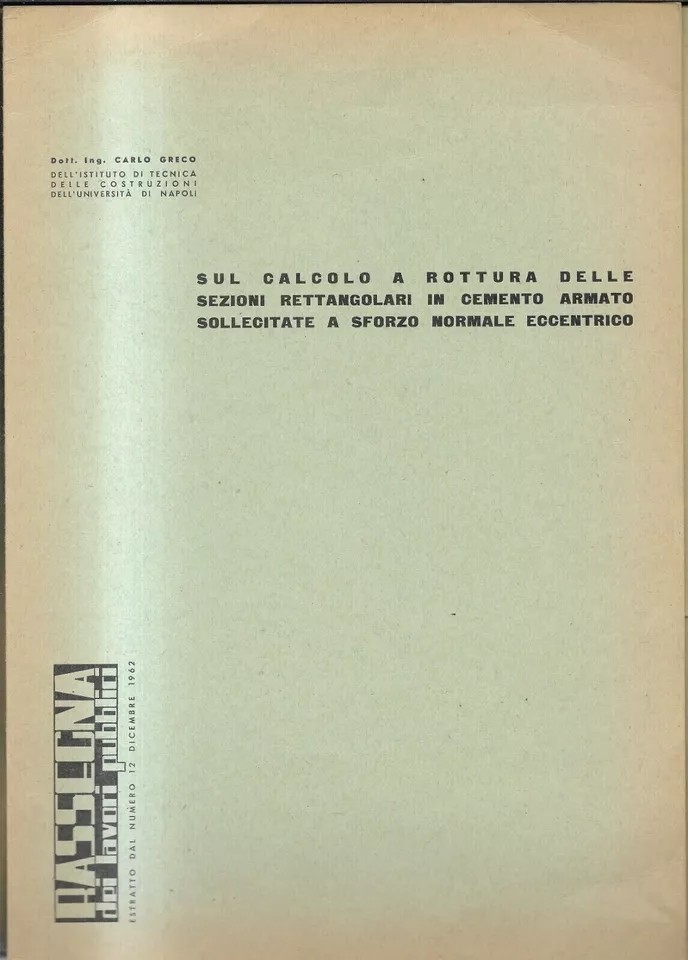 Dott. Ing. CARLO GRECO
DELL'ISTITUTO DI TECNICA
DELLE COSTRUZIONI
DELL'UNIVERSITÀ DI NAPOLI
SUL CALCOLO A ROTTURA DELLE
SEZIONI RETTANGOLARI IN CEMENTO ARMATO
SOLLECITATE A SFORZO NORMALE ECCENTRICO
RASSEGNA
dei lavori pubblici
ESTRATTO DAL NUMERO 12 DICEMBRE 1962